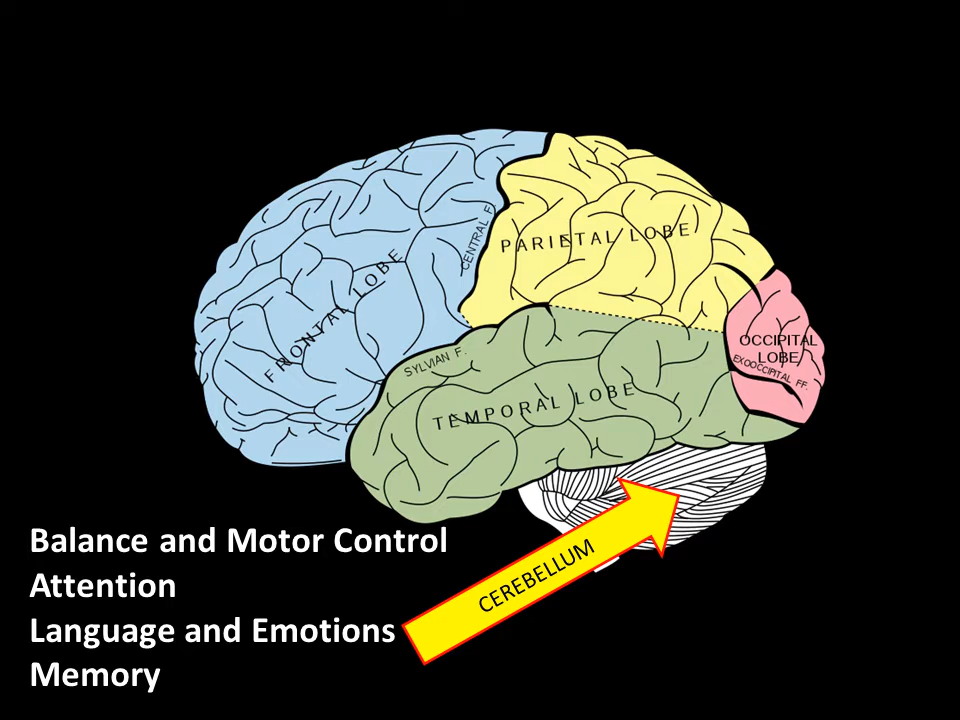 CENTRAL F.
PARIETAL LOBE
FRONTAL LOBE
OCCIPITAL
LOBE
EXOOCCIPITAL FF.
SYLVIAN F.
TEMPORAL LOBE
CEREBELLUM
Balance and Motor Control
Attention
Language and Emotions
Memory